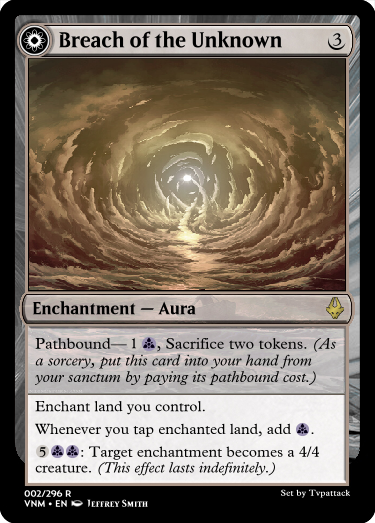 Breach of the Unknown 3
Enchantment — Aura
Pathbound— 1 , Sacrifice two tokens. (As
a sorcery, put this card into your hand from
your sanctum by paying its pathbound cost.)
Enchant land you control.
Whenever you tap enchanted land, add .
5 : Target enchantment becomes a 4/4
creature. (This effect lasts indefinitely.)
002/296 R
VNM • EN Jeffrey Smith
Set by Tvpattack